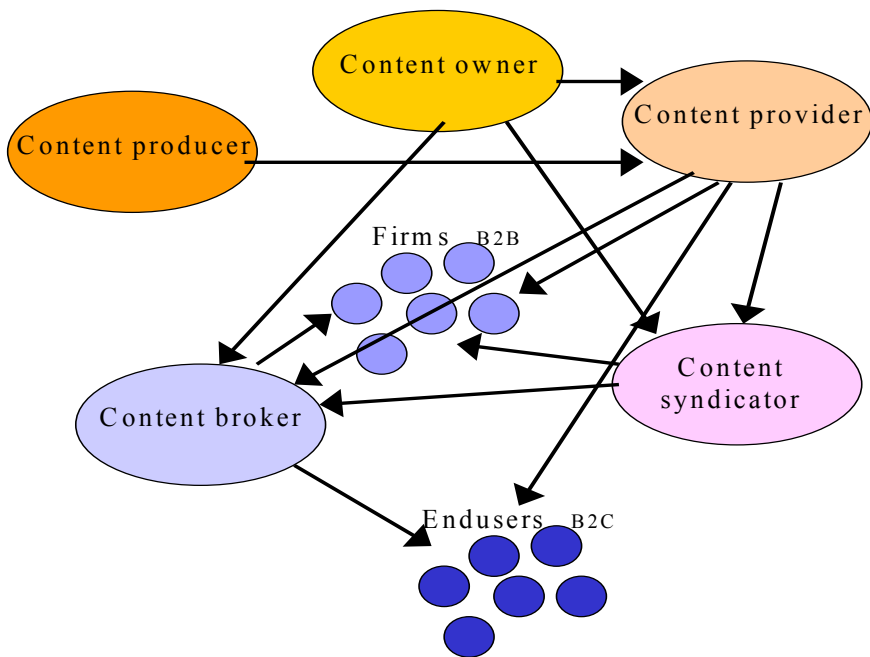 Content owner
Content provider
Content producer
Firms B2B
Content
syndicator
Content broker
Endusers B2C